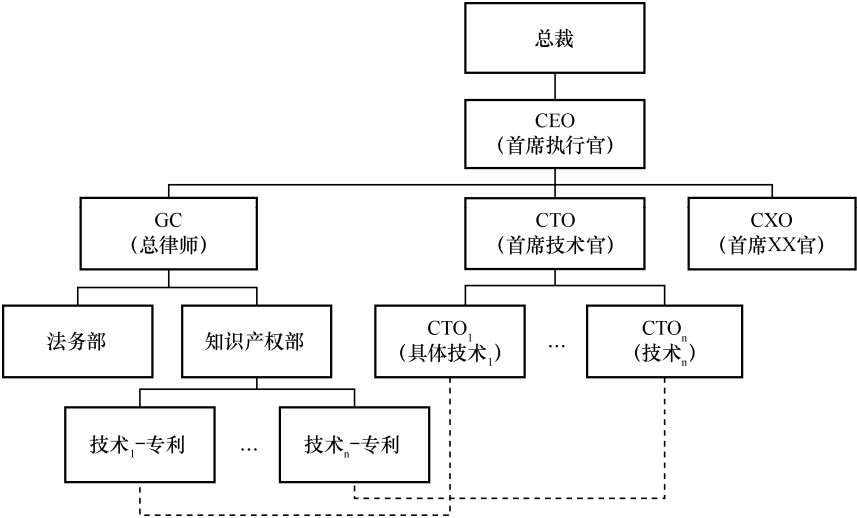 总裁
CEO
（首席执行官）
GC
（总律师）
CTO
（首席技术官）
CXO
（首席XX官）
法务部
知识产权部
CTO₁
（具体技术₁）
…
CTOₙ
（技术ₙ）
技术₁-专利
…
技术ₙ-专利